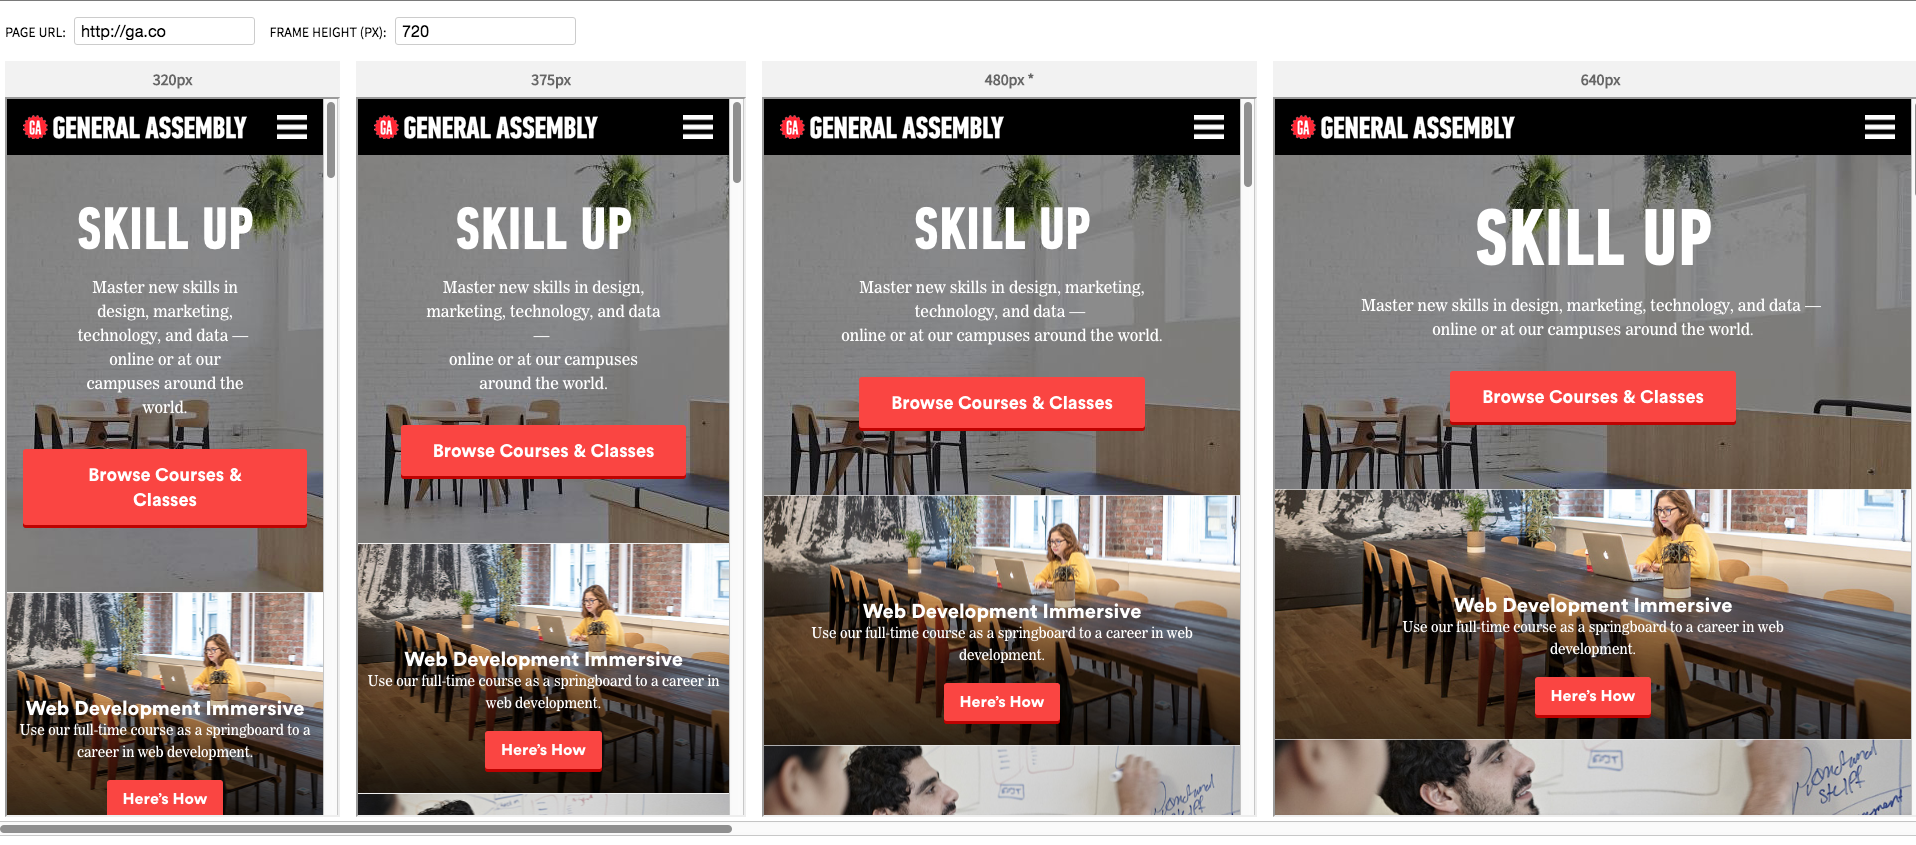 PAGE URL: http://ga.co FRAME HEIGHT (PX): 720
320px
GA GENERAL ASSEMBLY
SKILL UP
Master new skills in
design, marketing,
technology, and data —
online or at our
campuses around the
world.
Browse Courses &
Classes
Web Development Immersive
Use our full-time course as a springboard to a
career in web development.
Here's How
375px
GA GENERAL ASSEMBLY
SKILL UP
Master new skills in design,
marketing, technology, and data
—
online or at our campuses
around the world.
Browse Courses & Classes
Web Development Immersive
Use our full-time course as a springboard to a career in
web development.
Here's How
480px *
GA GENERAL ASSEMBLY
SKILL UP
Master new skills in design, marketing,
technology, and data —
online or at our campuses around the world.
Browse Courses & Classes
Web Development Immersive
Use our full-time course as a springboard to a career in web
development.
Here's How
640px
GA GENERAL ASSEMBLY
SKILL UP
Master new skills in design, marketing, technology, and data —
online or at our campuses around the world.
Browse Courses & Classes
Web Development Immersive
Use our full-time course as a springboard to a career in web
development.
Here's How